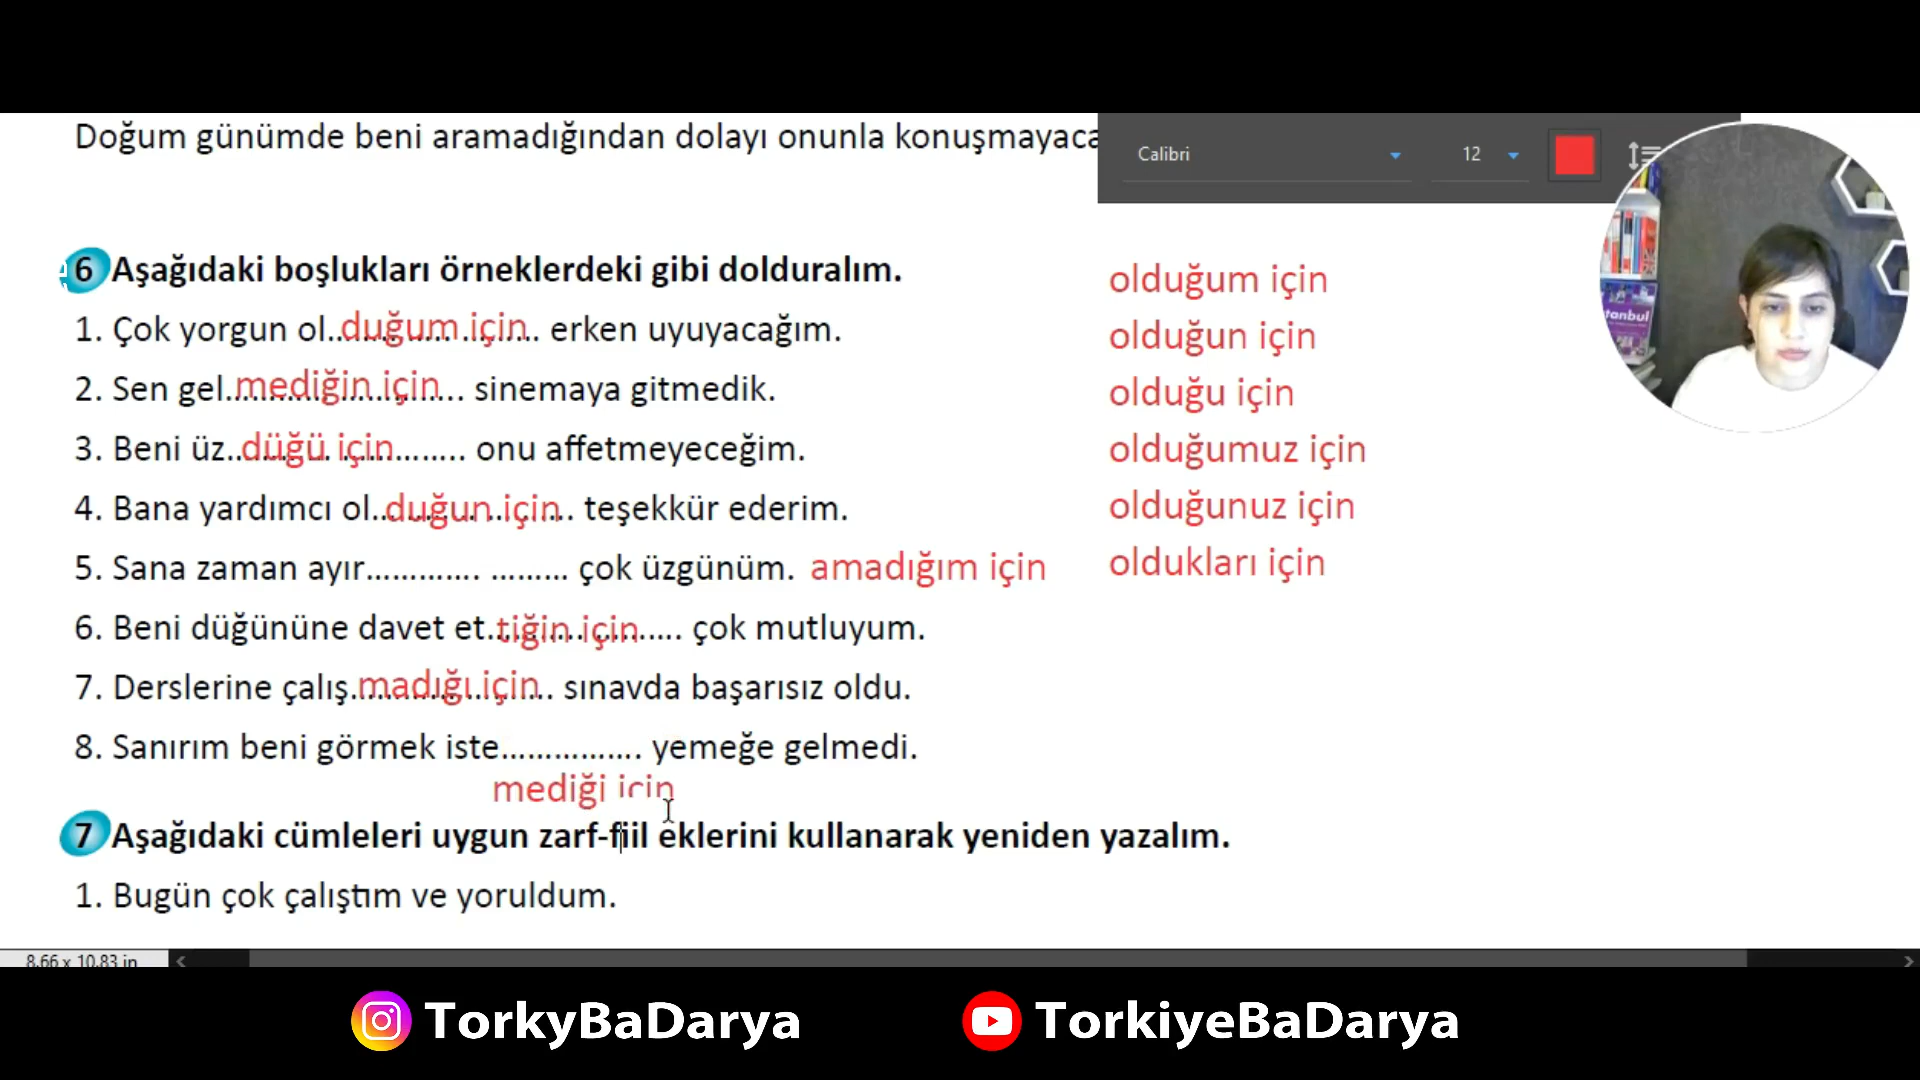 Doğum günümde beni aramadığından dolayı onunla konuşmayaca
Calibri
12
6 Aşağıdaki boşlukları örneklerdeki gibi dolduralım.
1. Çok yorgun ol...duğum için... erken uyuyacağım.
2. Sen gel...mediğin için... sinemaya gitmedik.
3. Beni üz...düğü için... onu affetmeyeceğim.
4. Bana yardımcı ol...duğun için... teşekkür ederim.
5. Sana zaman ayır............. ......... çok üzgünüm. amadığım için
6. Beni düğününe davet et...tiğin için... çok mutluyum.
7. Derslerine çalış...madığı için... sınavda başarısız oldu.
8. Sanırım beni görmek iste................ yemeğe gelmedi.
mediği için
olduğum için
olduğun için
olduğu için
olduğumuz için
olduğunuz için
oldukları için
7 Aşağıdaki cümleleri uygun zarf-fiil eklerini kullanarak yeniden yazalım.
1. Bugün çok çalıştım ve yoruldum.
8.66 x 10.83 in
TorkyBaDarya
TorkiyeBaDarya